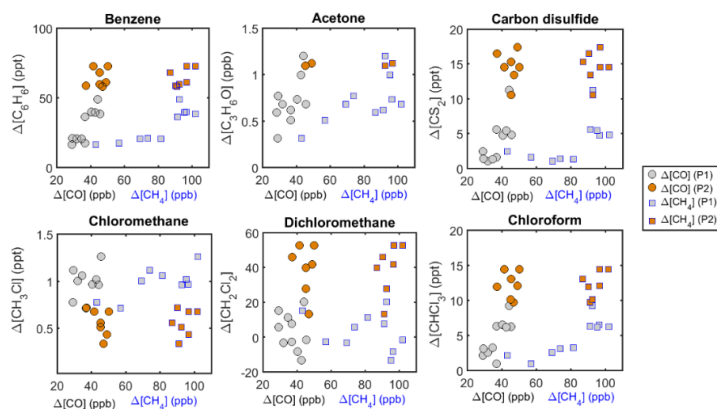 Benzene
Acetone
Carbon disulfide
Δ[C₆H₆] (ppt)
100
50
0
20 40 60 80 100
Δ[CO] (ppb) Δ[CH₄] (ppb)
Δ[C₃H₆O] (ppb)
1.5
1
0.5
0
20 40 60 80 100
Δ[CO] (ppb) Δ[CH₄] (ppb)
Δ[CS₂] (ppt)
20
15
10
5
0
20 40 60 80 100
Δ[CO] (ppb) Δ[CH₄] (ppb)
Δ[CO] (P1)
Δ[CO] (P2)
Δ[CH₄] (P1)
Δ[CH₄] (P2)
Chloromethane
Dichloromethane
Chloroform
Δ[CH₃Cl] (ppt)
1.5
1
0.5
0
20 40 60 80 100
Δ[CO] (ppb) Δ[CH₄] (ppb)
Δ[CH₂Cl₂]
60
40
20
0
-20
20 40 60 80 100
Δ[CO] (ppb) Δ[CH₄] (ppb)
Δ[CHCl₃] (ppt)
20
15
10
5
0
20 40 60 80 100
Δ[CO] (ppb) Δ[CH₄] (ppb)